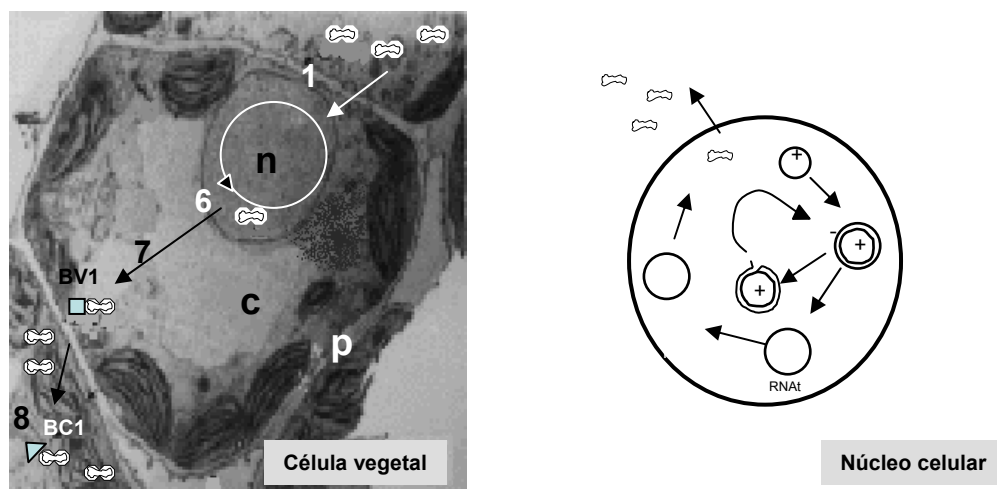 1
n
6
7
BV1
c
p
8
BC1
Célula vegetal
+
-
+
+
RNAt
Núcleo celular